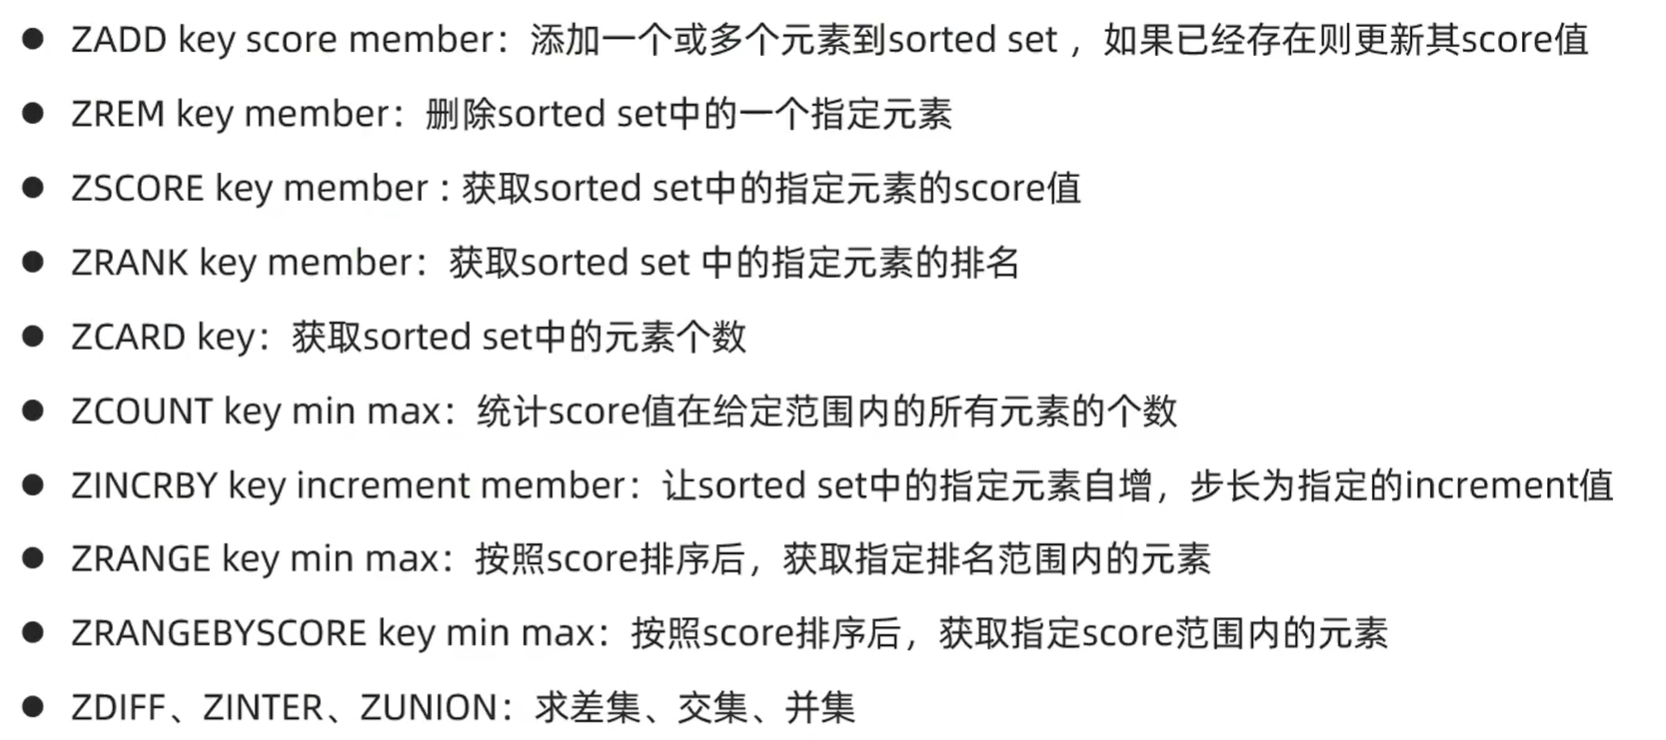 ● ZADD key score member：添加一个或多个元素到sorted set ，如果已经存在则更新其score值
● ZREM key member：删除sorted set中的一个指定元素
● ZSCORE key member : 获取sorted set中的指定元素的score值
● ZRANK key member：获取sorted set 中的指定元素的排名
● ZCARD key：获取sorted set中的元素个数
● ZCOUNT key min max：统计score值在给定范围内的所有元素的个数
● ZINCRBY key increment member：让sorted set中的指定元素自增，步长为指定的increment值
● ZRANGE key min max：按照score排序后，获取指定排名范围内的元素
● ZRANGEBYSCORE key min max：按照score排序后，获取指定score范围内的元素
● ZDIFF、ZINTER、ZUNION：求差集、交集、并集